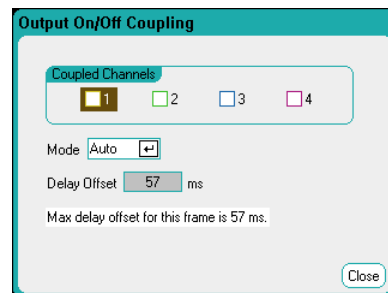 Output On/Off Coupling
Coupled Channels
1 2 3 4
Mode Auto
Delay Offset 57 ms
Max delay offset for this frame is 57 ms.
Close